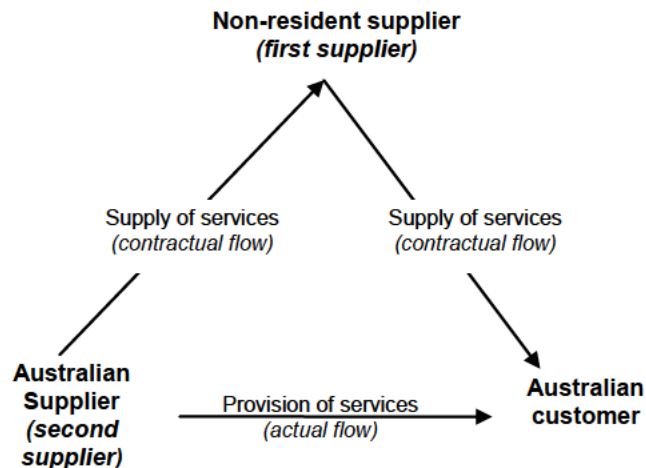 Non-resident supplier
(first supplier)
Supply of services
(contractual flow)
Supply of services
(contractual flow)
Australian
Supplier
(second
supplier)
Provision of services
(actual flow)
Australian
customer